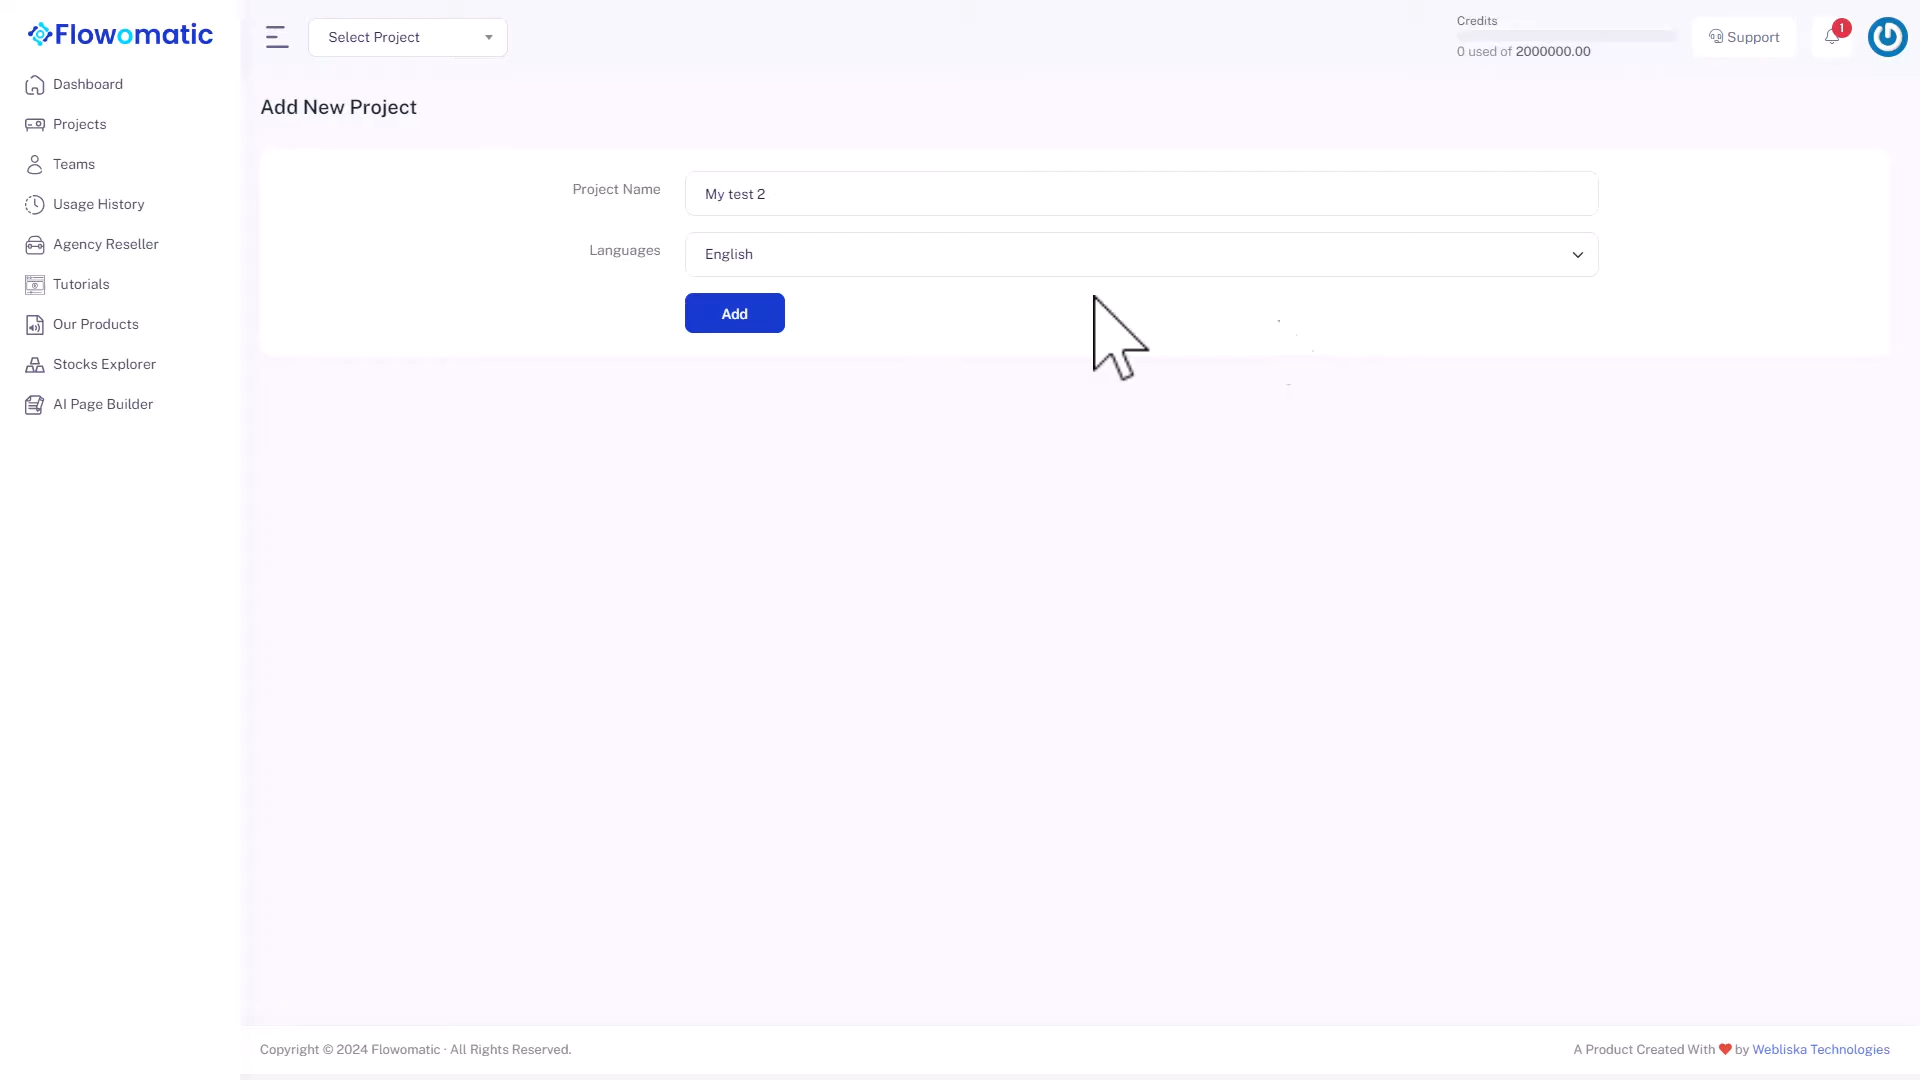 Flowomatic
Dashboard
Projects
Teams
Usage History
Agency Reseller
Tutorials
Our Products
Stocks Explorer
AI Page Builder
Select Project
Credits
0 used of 2000000.00
Support
1
Add New Project
Project Name
My test 2
Languages
English
Add
Copyright © 2024 Flowomatic · All Rights Reserved.
A Product Created With ❤ by Webliska Technologies